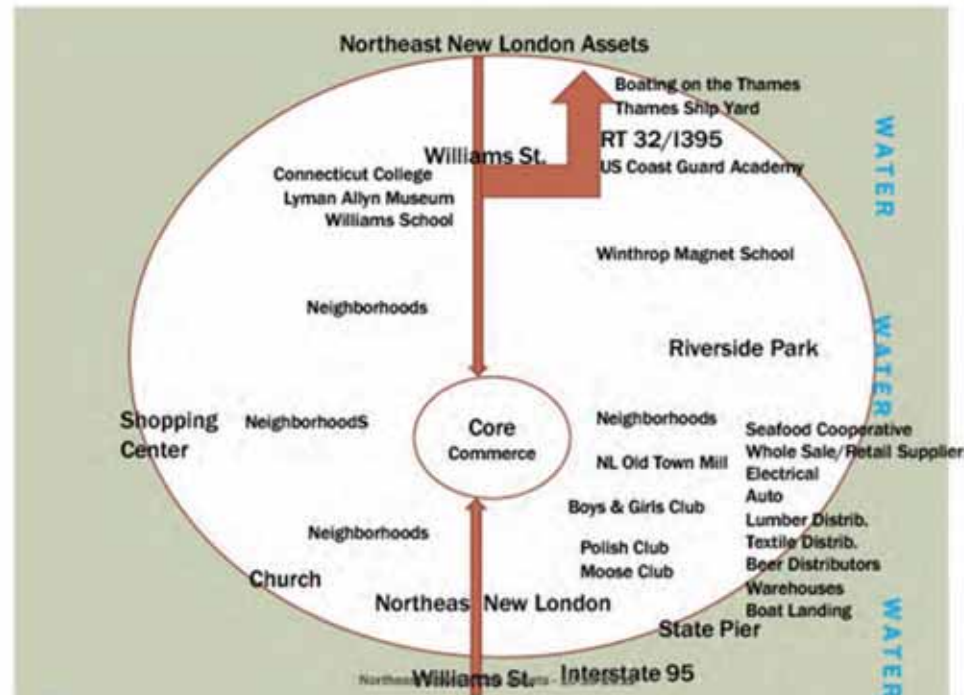 Northeast New London Assets
Boating on the Thames
Thames Ship Yard
RT 32/I395
US Coast Guard Academy
WATER
Williams St.
Connecticut College
Lyman Allyn Museum
Williams School
Winthrop Magnet School
Neighborhoods
Riverside Park
WATER
Shopping
Center
NeighborhoodS
Core
Commerce
Neighborhoods
NL Old Town Mill
Boys & Girls Club
Polish Club
Moose Club
Seafood Cooperative
Whole Sale/Retail Supplier
Electrical
Auto
Lumber Distrib.
Textile Distrib.
Beer Distributors
Warehouses
Boat Landing
Neighborhoods
Church
Northeas New London
State Pier
WATER
Williams St.
Interstate 95